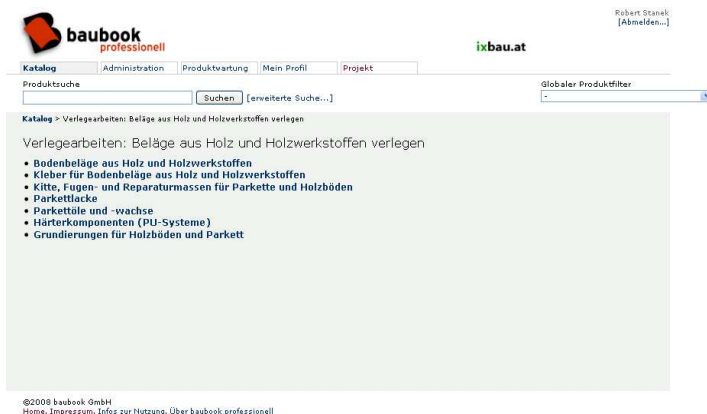 Robert Stanek
[Abmelden...]
baubook
professionell
ixbau.at
Katalog Administration Produktwartung Mein Profil Projekt
Produktsuche Globaler Produktfilter
Suchen [erweiterte Suche...] -
Katalog > Verlegearbeiten: Beläge aus Holz und Holzwerkstoffen verlegen
Verlegearbeiten: Beläge aus Holz und Holzwerkstoffen verlegen
• Bodenbeläge aus Holz und Holzwerkstoffen
• Kleber für Bodenbeläge aus Holz und Holzwerkstoffen
• Kitte, Fugen- und Reparaturmassen für Parkette und Holzböden
• Parkettlacke
• Parkettöle und -wachse
• Härterkomponenten (PU-Systeme)
• Grundierungen für Holzböden und Parkett
©2008 baubook GmbH
Home, Impressum, Infos zur Nutzung, Über baubook professionell